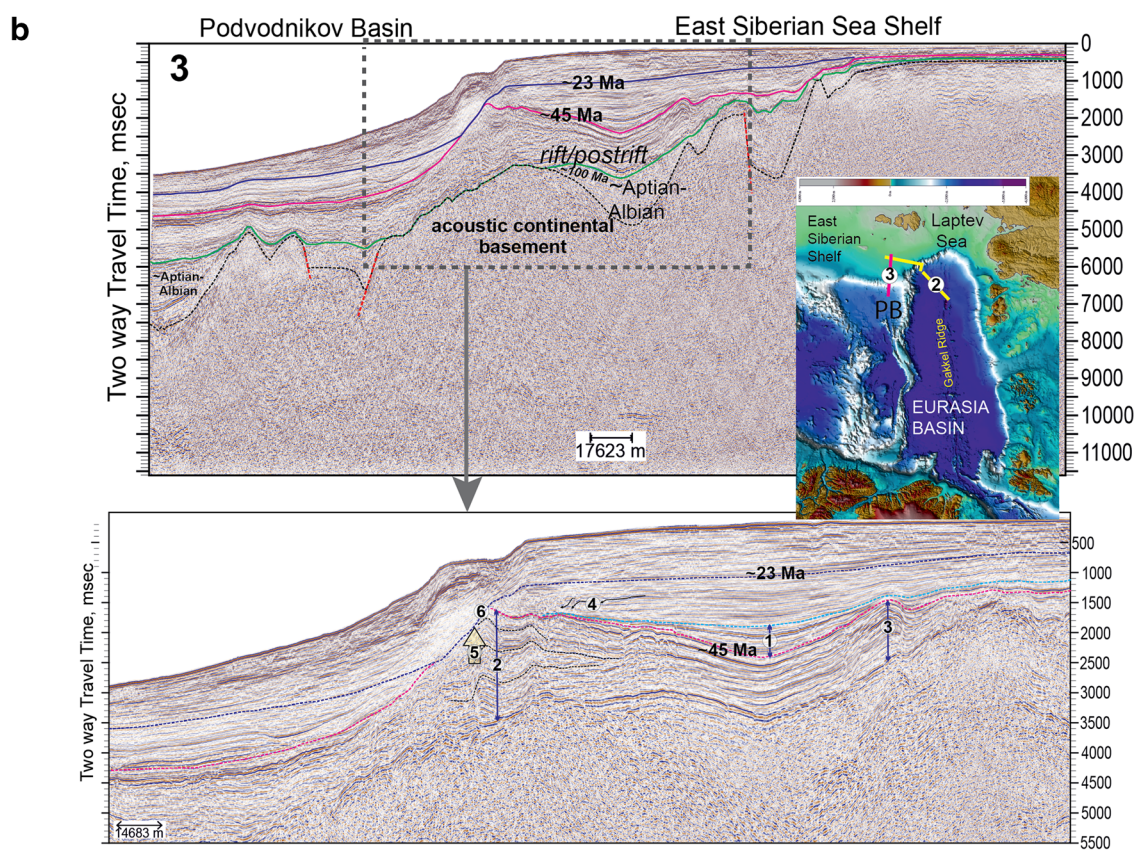 b
Podvodnikov Basin
East Siberian Sea Shelf
3
~23 Ma
~45 Ma
rift/postrift
~100 Ma
~Aptian-
Albian
acoustic continental
basement
~Aptian-
Albian
17623 m
Two way Travel Time, msec
0
1000
2000
3000
4000
5000
6000
7000
8000
9000
10000
11000
East
Siberian
Shelf
Laptev
Sea
3
2
PB
Gakkel Ridge
EURASIA
BASIN
~23 Ma
4
6
1
3
~45 Ma
5
2
14683 m
Two way Travel Time, msec
500
1000
1500
2000
2500
3000
3500
4000
4500
5000
5500